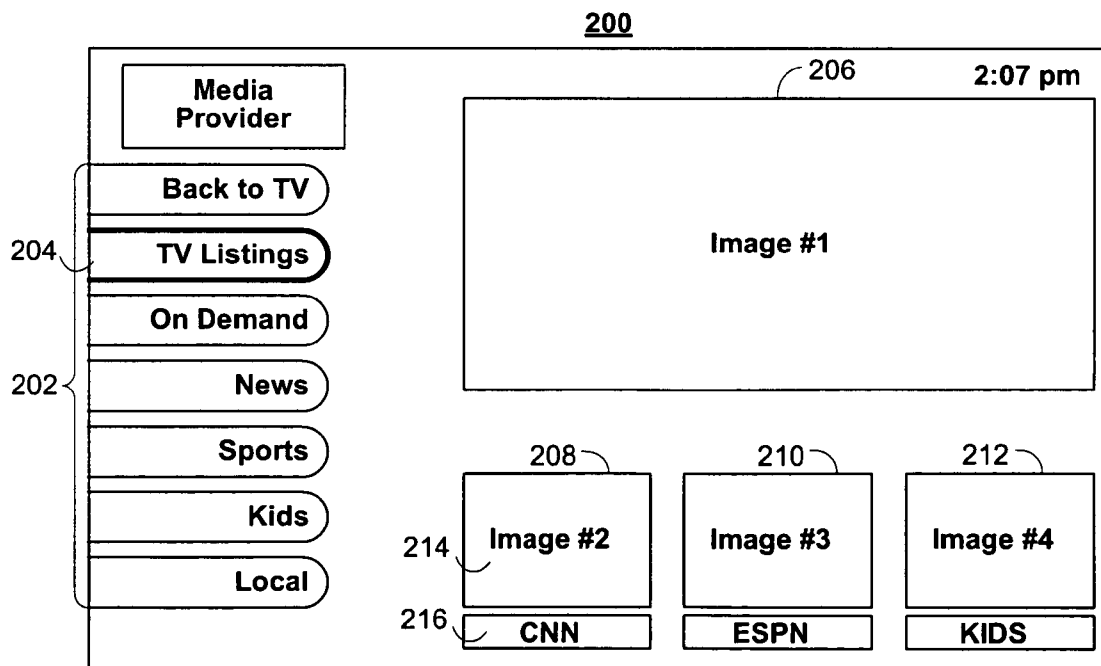 200
206
2:07 pm
Media
Provider
Back to TV
204
TV Listings
Image #1
On Demand
202
News
Sports
208
210
212
Kids
214
Image #2
Image #3
Image #4
Local
216
CNN
ESPN
KIDS